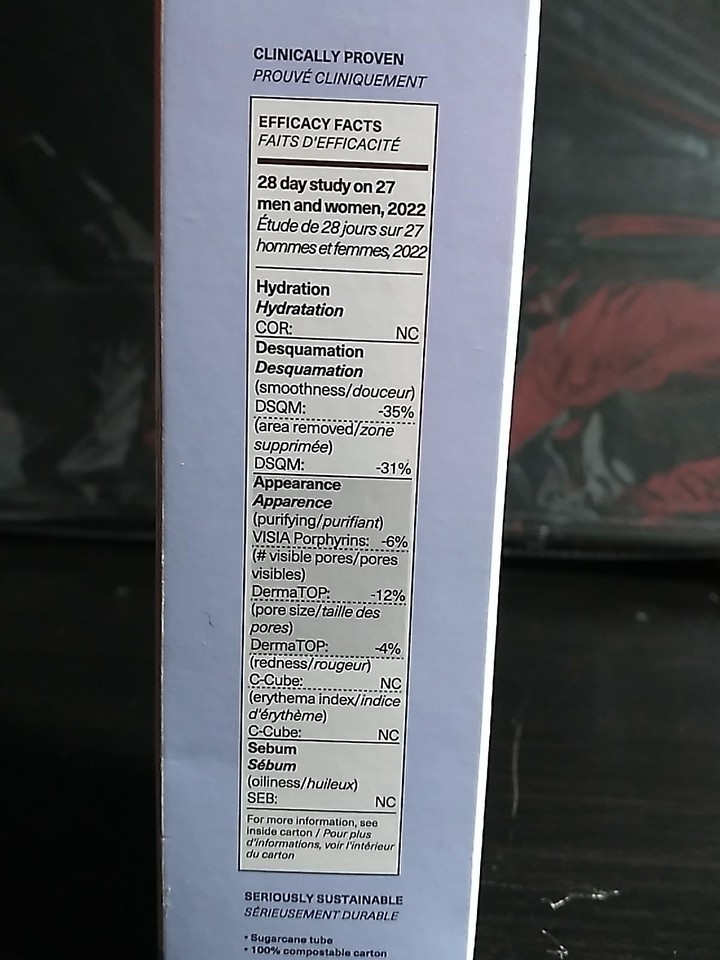 CLINICALLY PROVEN
PROUVÉ CLINIQUEMENT
EFFICACY FACTS
FAITS D'EFFICACITÉ
28 day study on 27
men and women, 2022
Étude de 28 jours sur 27
hommes et femmes, 2022
Hydration
Hydratation
COR: NC
Desquamation
Desquamation
(smoothness/douceur)
DSQM: -35%
(area removed/zone
supprimée)
DSQM: -31%
Appearance
Apparence
(purifying/purifiant)
VISIA Porphyrins: -6%
(# visible pores/pores
visibles)
DermaTOP: -12%
(pore size/taille des
pores)
DermaTOP: -4%
(redness/rougeur)
C-Cube: NC
(erythema index/indice
d'érythème)
C-Cube: NC
Sebum
Sébum
(oiliness/huileux)
SEB: NC
For more information, see
inside carton / Pour plus
d'informations, voir l'intérieur
du carton
SERIOUSLY SUSTAINABLE
SÉRIEUSEMENT DURABLE
• Sugarcane tube
• 100% compostable carton